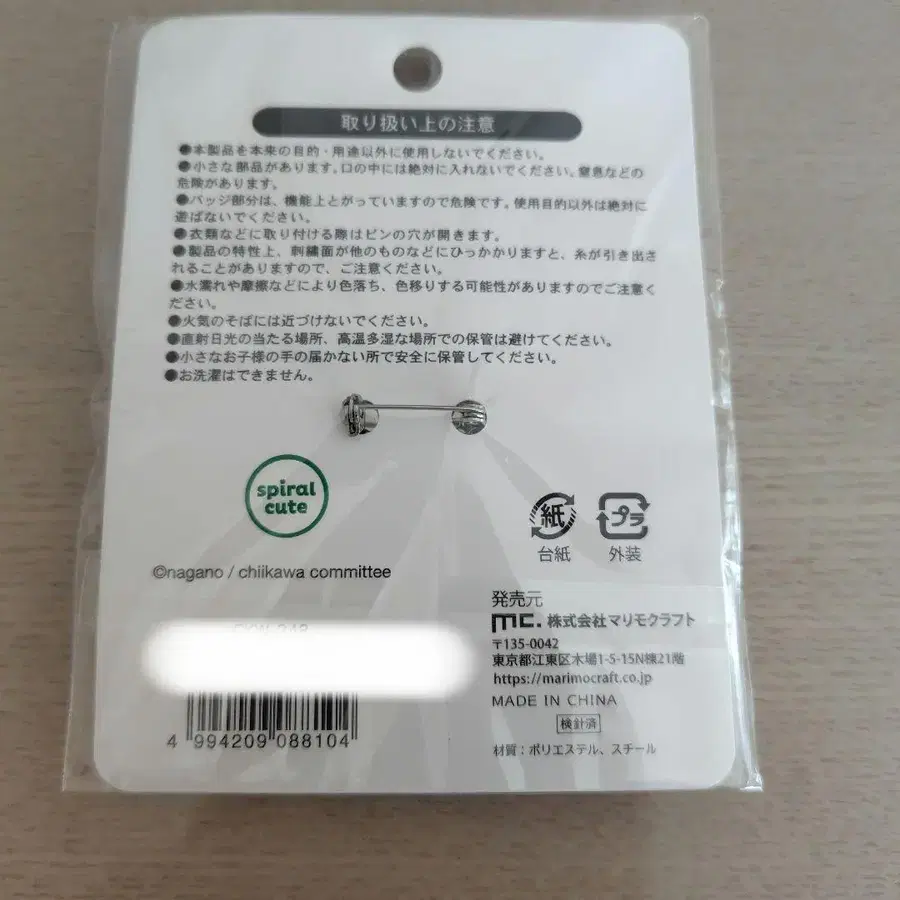 取り扱い上の注意
●本製品を本来の目的・用途以外に使用しないでください。
●小さな部品があります。口の中には絶対に入れないでください。窒息などの
危険があります。
●バッジ部分は、機能上とがっていますので危険です。使用目的以外は絶対に
遊ばないでください。
●衣類などに取り付ける際はピンの穴が開きます。
●製品の特性上、刺繍面が他のものなどにひっかかりますと、糸が引き出さ
れることがありますので、ご注意ください。
●水濡れや摩擦などにより色落ち、色移りする可能性がありますのでご注意く
ださい。
●火気のそばには近づけないでください。
●直射日光の当たる場所、高温多湿な場所での保管は避けてください。
●小さなお子様の手の届かない所で安全に保管してください。
●お洗濯はできません。
spiral
cute
紙
台紙
プラ
外装
©nagano / chiikawa committee
発売元
mc. 株式会社マリモクラフト
〒135-0042
東京都江東区木場1-5-15N棟21階
https://marimocraft.co.jp
MADE IN CHINA
検針済
材質：ポリエステル、スチール
4 994209 088104